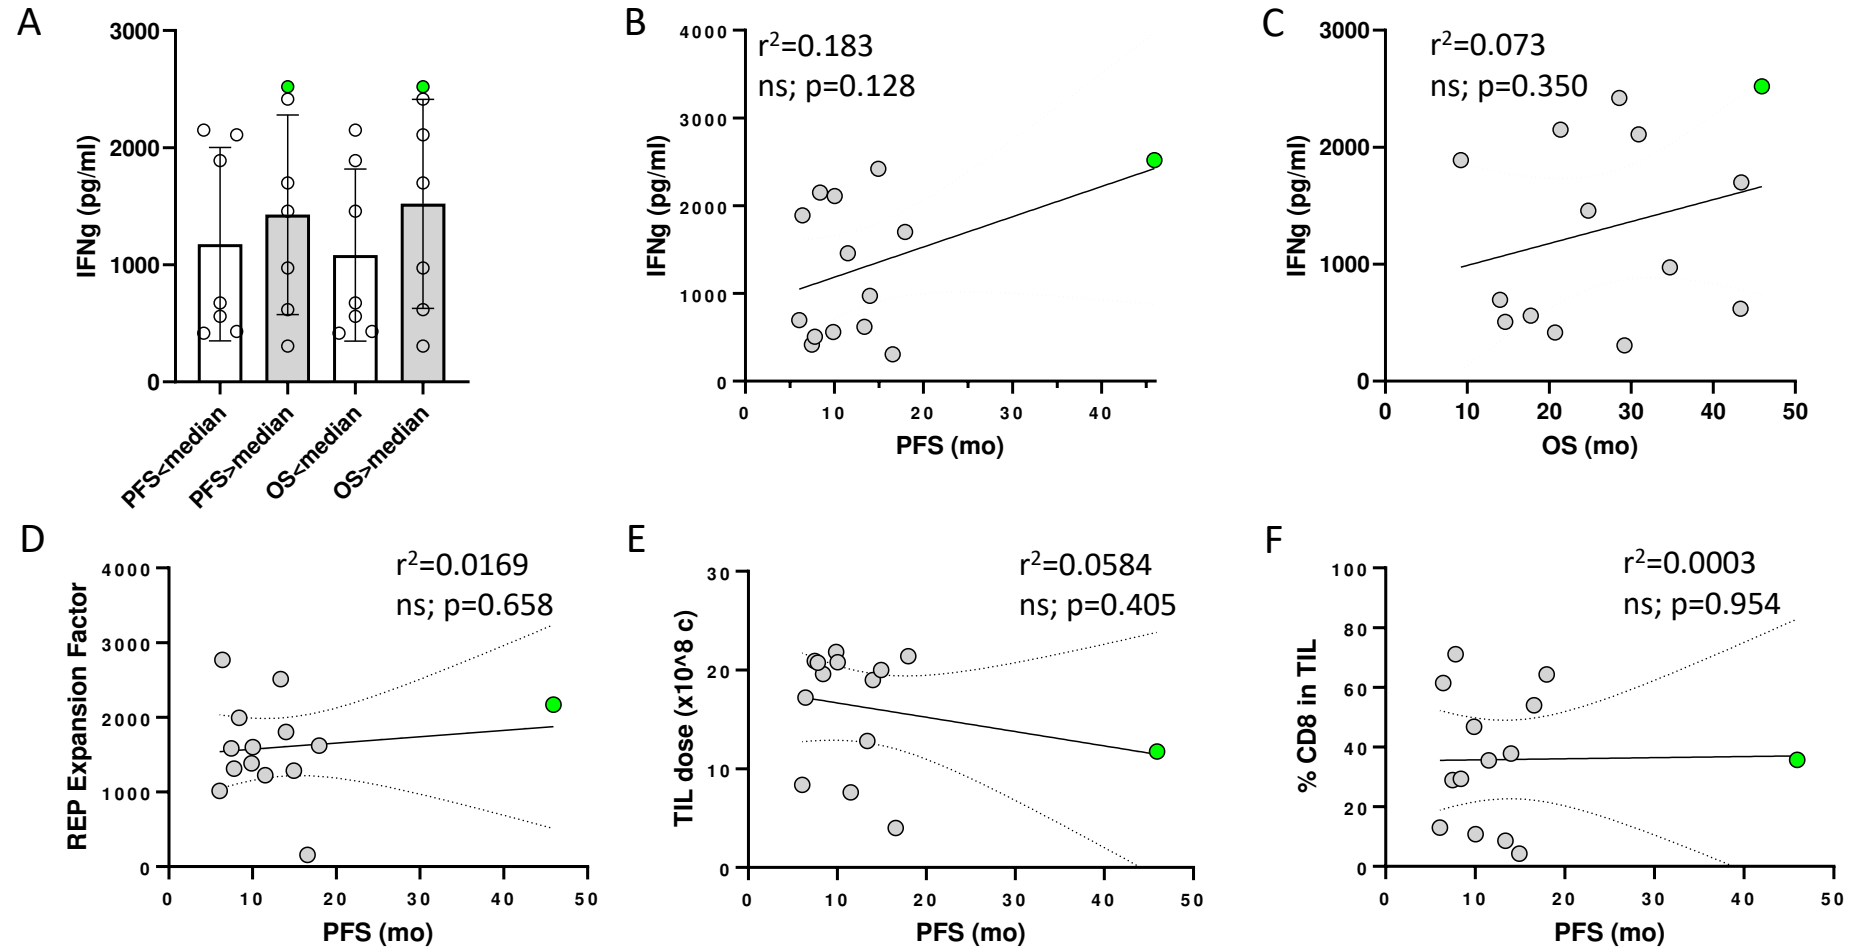 A
3000
2000
1000
0
IFNg (pg/ml)
PFS<median
PFS>median
OS<median
OS>median
B
r²=0.183
ns; p=0.128
4000
3000
2000
1000
0
IFNg (pg/ml)
0 10 20 30 40
PFS (mo)
C
r²=0.073
ns; p=0.350
3000
2000
1000
0
IFNg (pg/ml)
0 10 20 30 40 50
OS (mo)
D
r²=0.0169
ns; p=0.658
4000
3000
2000
1000
0
REP Expansion Factor
0 10 20 30 40 50
PFS (mo)
E
r²=0.0584
ns; p=0.405
30
20
10
0
TIL dose (x10^8 c)
0 10 20 30 40 50
PFS (mo)
F
r²=0.0003
ns; p=0.954
100
80
60
40
20
0
% CD8 in TIL
0 10 20 30 40 50
PFS (mo)